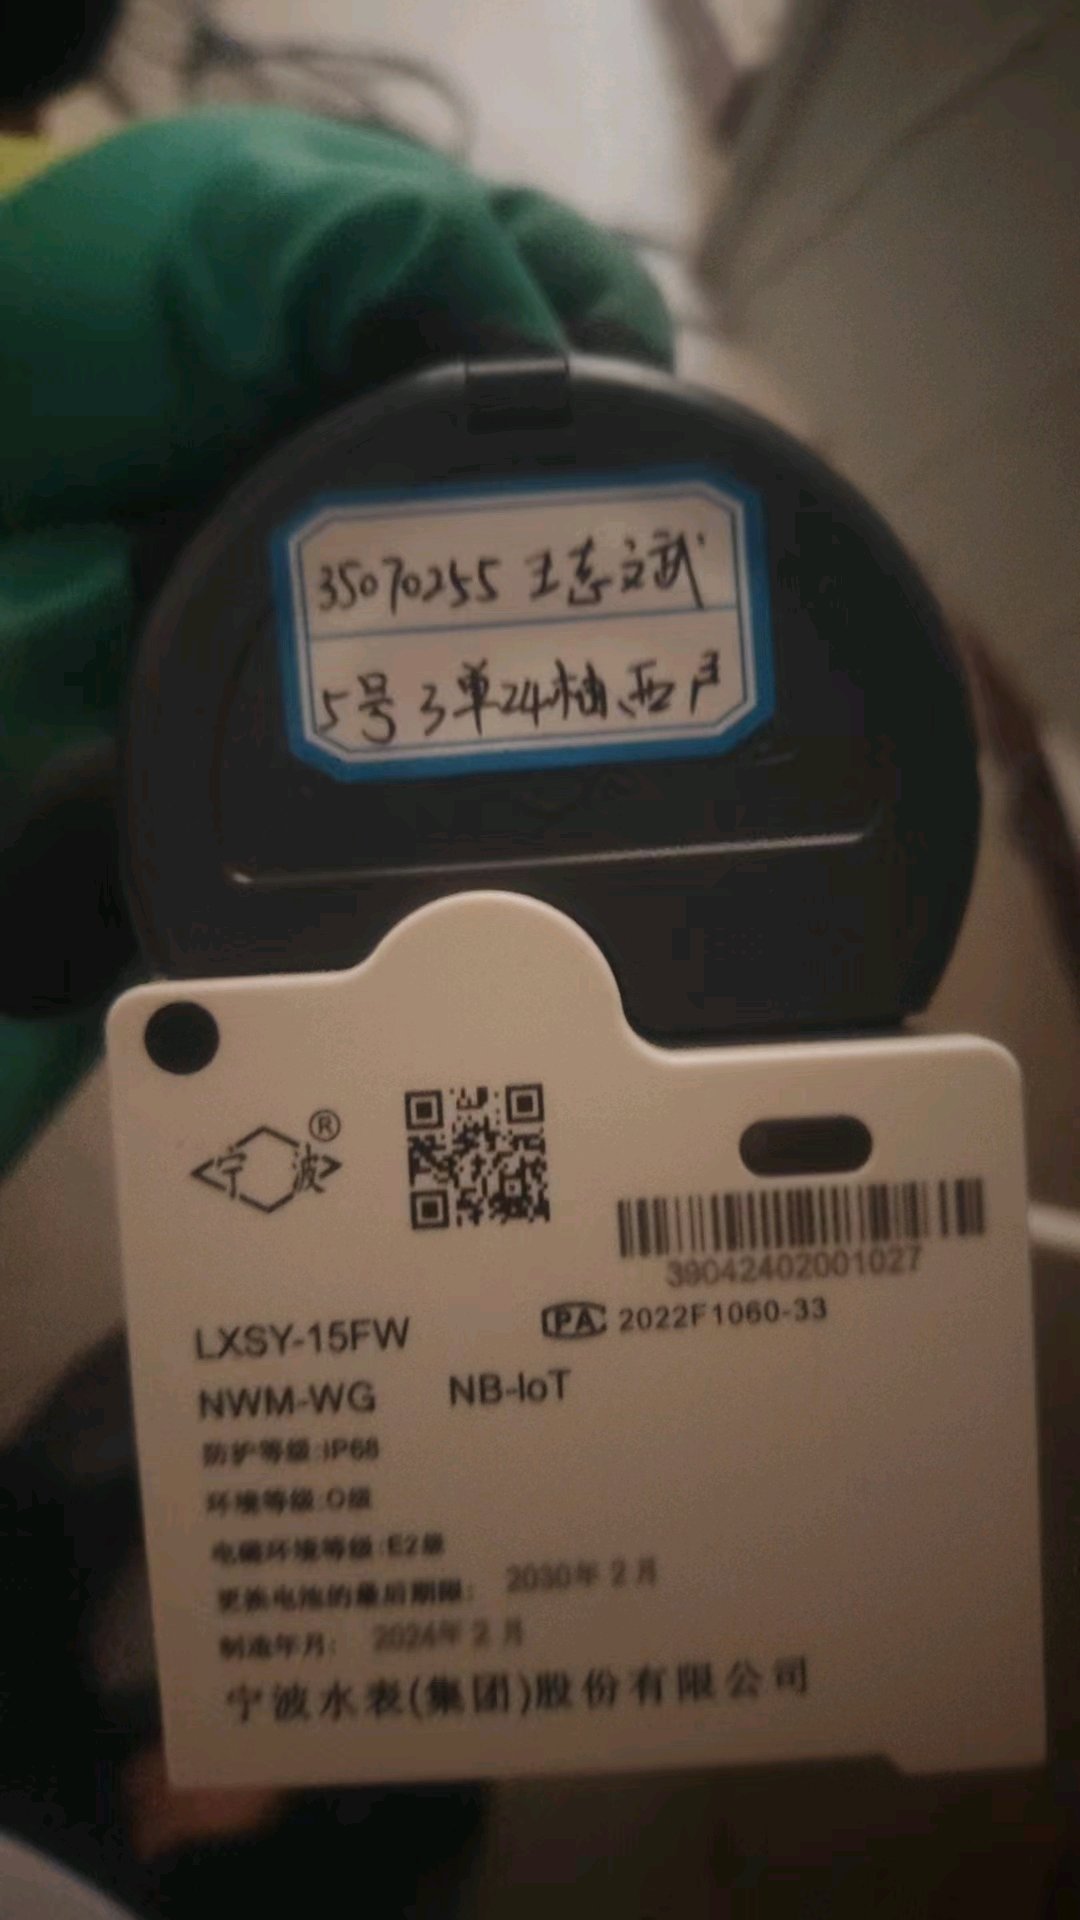 35070255 王志文武
5号 3单24楠西户
宁波®
39042402001027
PA 2022F1060-33
LXSY-15FW
NWM-WG NB-IoT
防护等级:IP68
环境等级:O级
电磁环境等级:E2级
更换电池的最后期限: 2030年 2月
制造年月: 2024年 2月
宁波水表(集团)股份有限公司